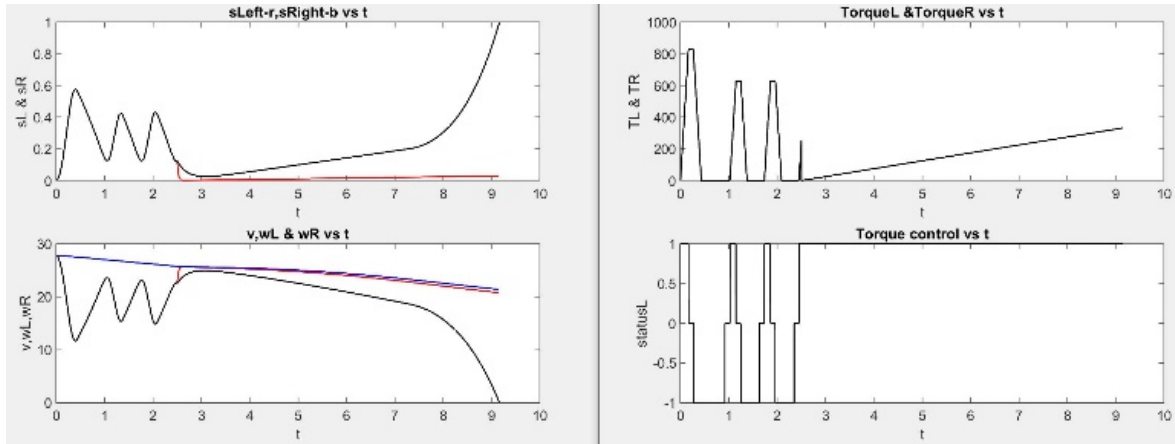 sLeft-r,sRight-b vs t
sL & sR
1
0.8
0.6
0.4
0.2
0
0 1 2 3 4 5 6 7 8 9 10
t
TorqueL &TorqueR vs t
TL & TR
1000
800
600
400
200
0
0 1 2 3 4 5 6 7 8 9 10
t
v,wL & wR vs t
v,wL,wR
30
20
10
0
0 1 2 3 4 5 6 7 8 9 10
t
Torque control vs t
statusL
1
0.5
0
-0.5
-1
0 1 2 3 4 5 6 7 8 9 10
t